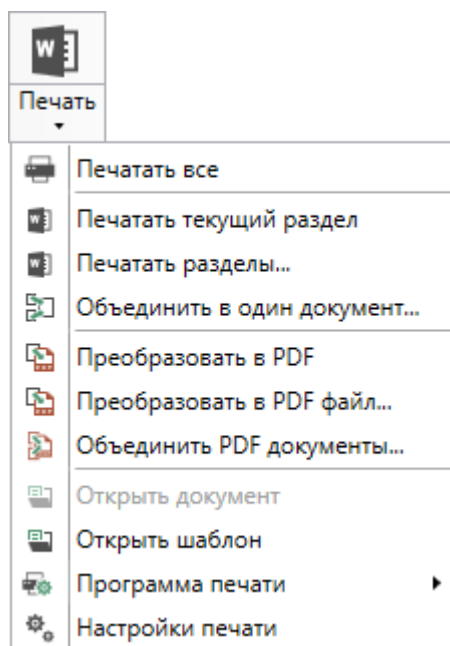 W
Печать
Печатать все
Печатать текущий раздел
Печатать разделы...
Объединить в один документ...
Преобразовать в PDF
Преобразовать в PDF файл...
Объединить PDF документы...
Открыть документ
Открыть шаблон
Программа печати
Настройки печати